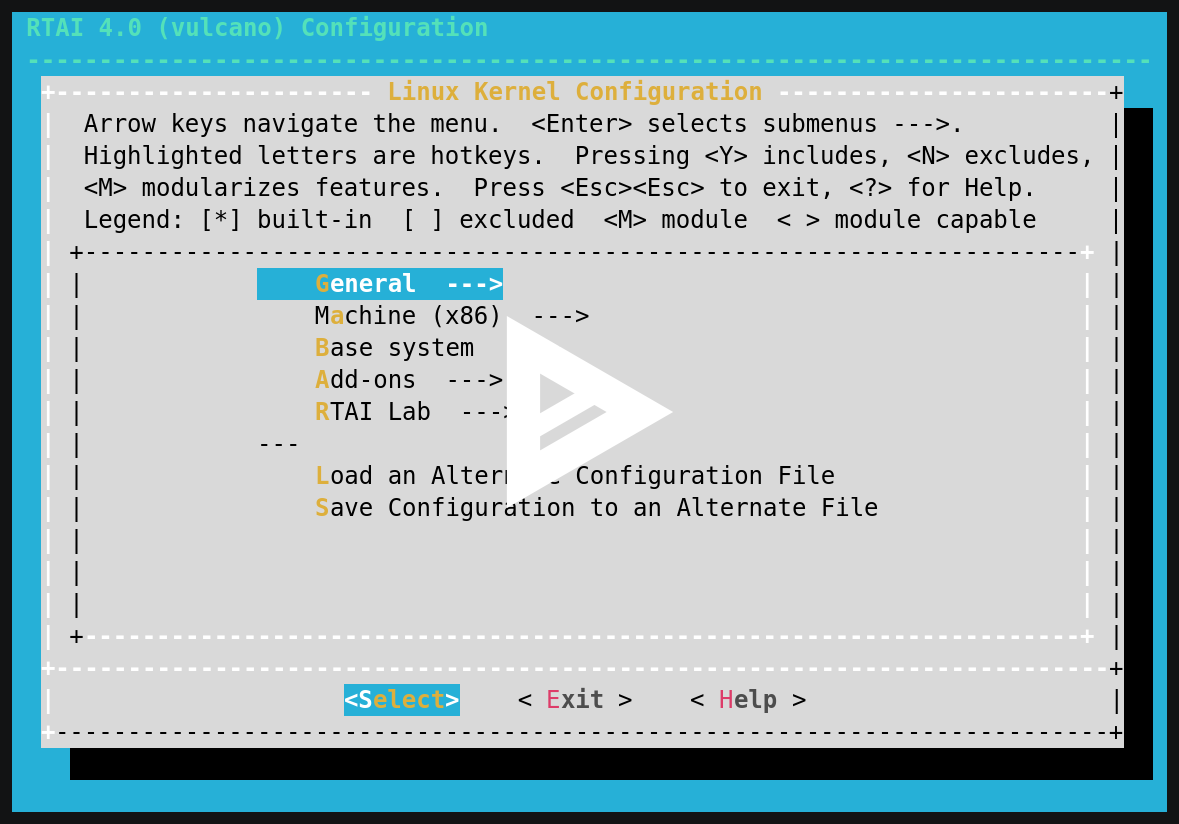 RTAI 4.0 (vulcano) Configuration
Linux Kernel Configuration
Arrow keys navigate the menu.  <Enter> selects submenus --->.
Highlighted letters are hotkeys.  Pressing <Y> includes, <N> excludes,
<M> modularizes features.  Press <Esc><Esc> to exit, <?> for Help.
Legend: [*] built-in  [ ] excluded  <M> module  < > module capable
General  --->
Machine (x86)  --->
Base system
Add-ons  --->
RTAI Lab  --->
---
Load an Alternate Configuration File
Save Configuration to an Alternate File
<Select>    < Exit >    < Help >